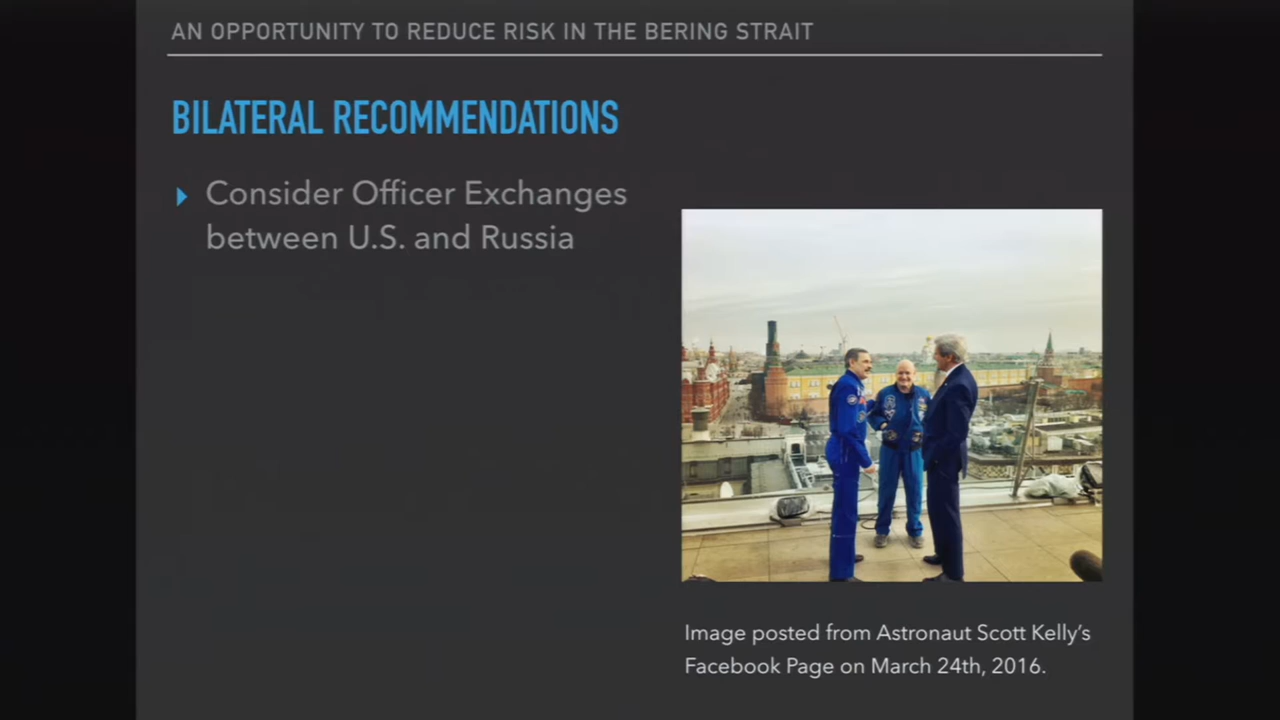 AN OPPORTUNITY TO REDUCE RISK IN THE BERING STRAIT
BILATERAL RECOMMENDATIONS
Consider Officer Exchanges
between U.S. and Russia
Image posted from Astronaut Scott Kelly's
Facebook Page on March 24th, 2016.